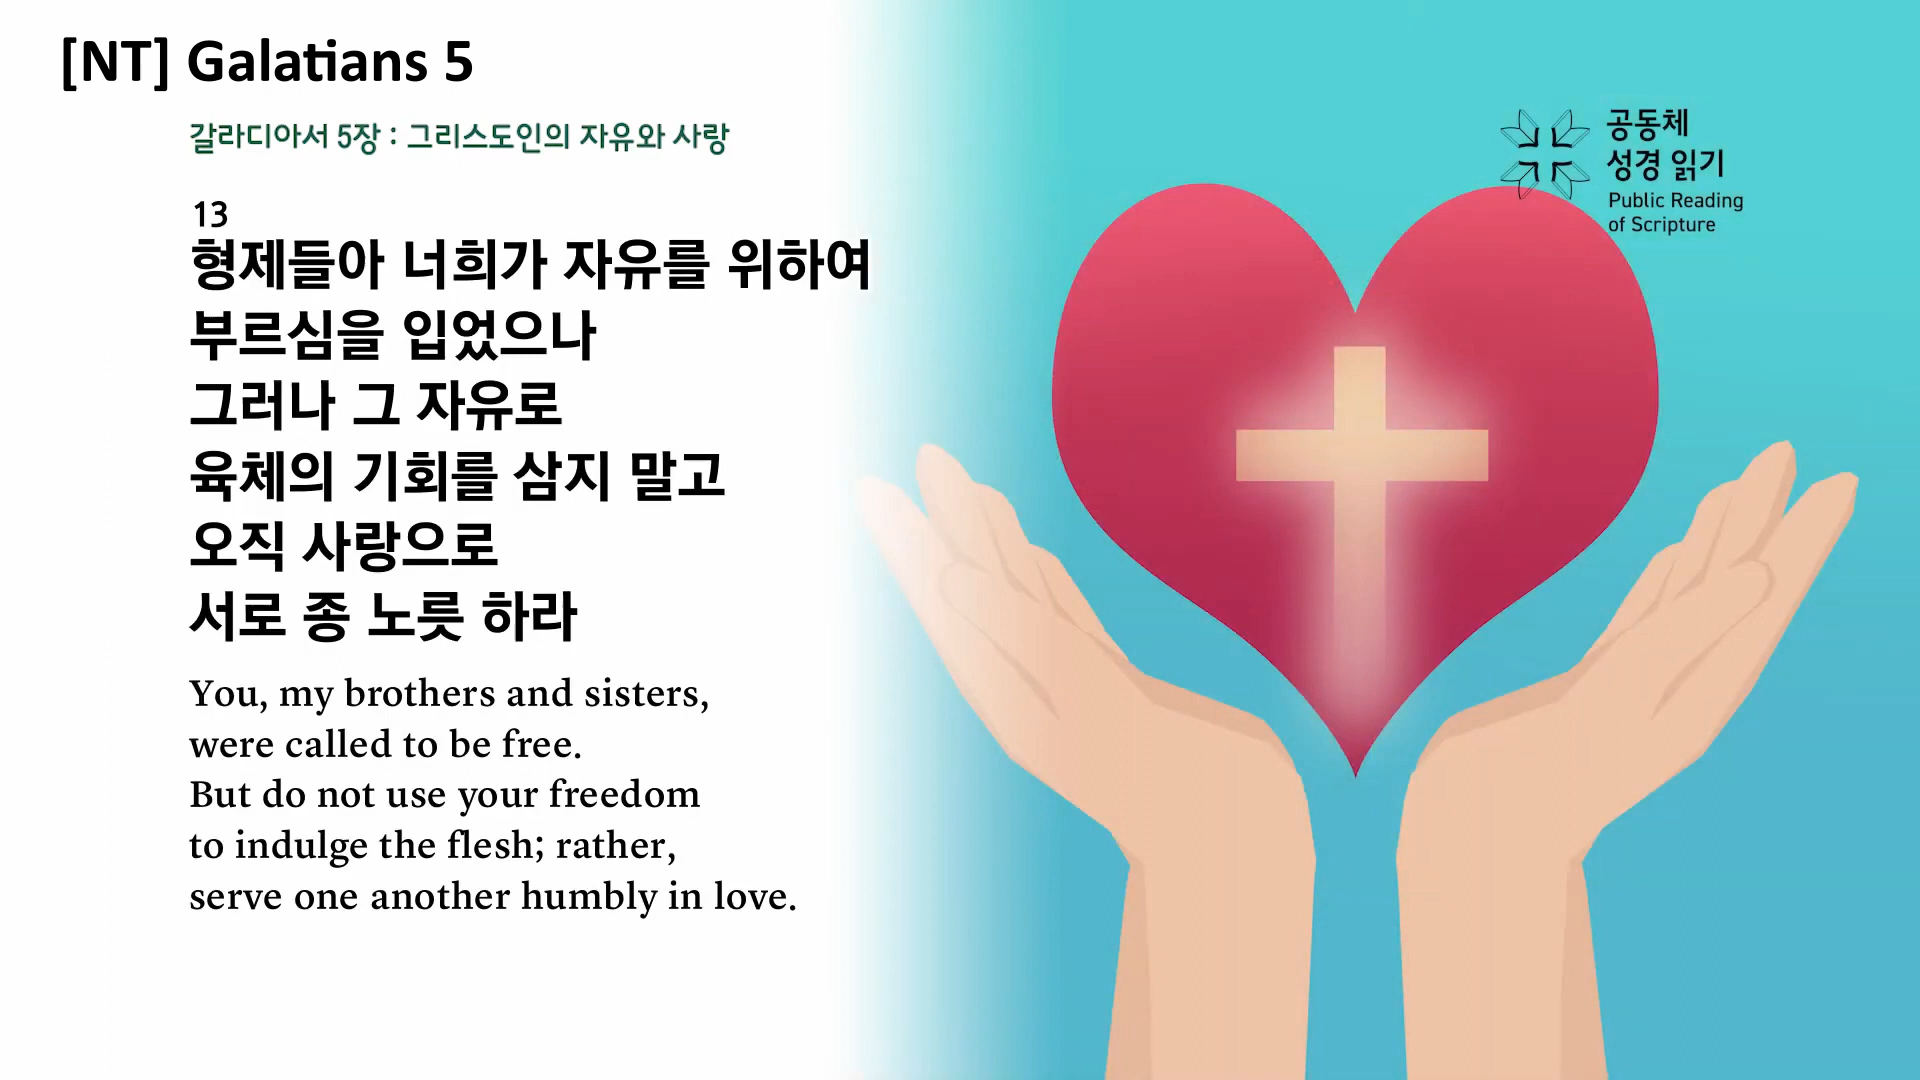 [NT] Galatians 5
갈라디아서 5장 : 그리스도인의 자유와 사랑
13
형제들아 너희가 자유를 위하여
부르심을 입었으나
그러나 그 자유로
육체의 기회를 삼지 말고
오직 사랑으로
서로 종 노릇 하라
You, my brothers and sisters,
were called to be free.
But do not use your freedom
to indulge the flesh; rather,
serve one another humbly in love.
공동체
성경 읽기
Public Reading
of Scripture